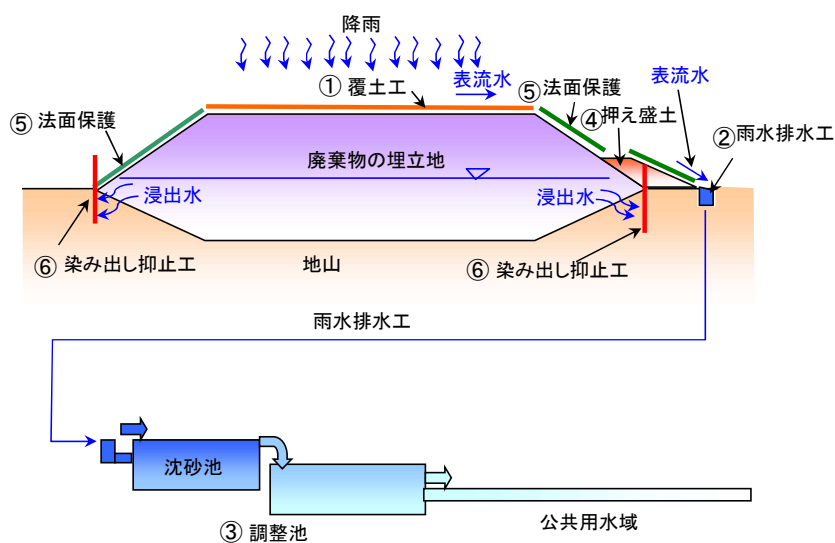 降雨
① 覆土工
表流水
⑤ 法面保護
表流水
⑤ 法面保護
④ 押え盛土
② 雨水排水工
廃棄物の埋立地
浸出水
浸出水
⑥ 染み出し抑止工
地山
⑥ 染み出し抑止工
雨水排水工
沈砂池
③ 調整池
公共用水域